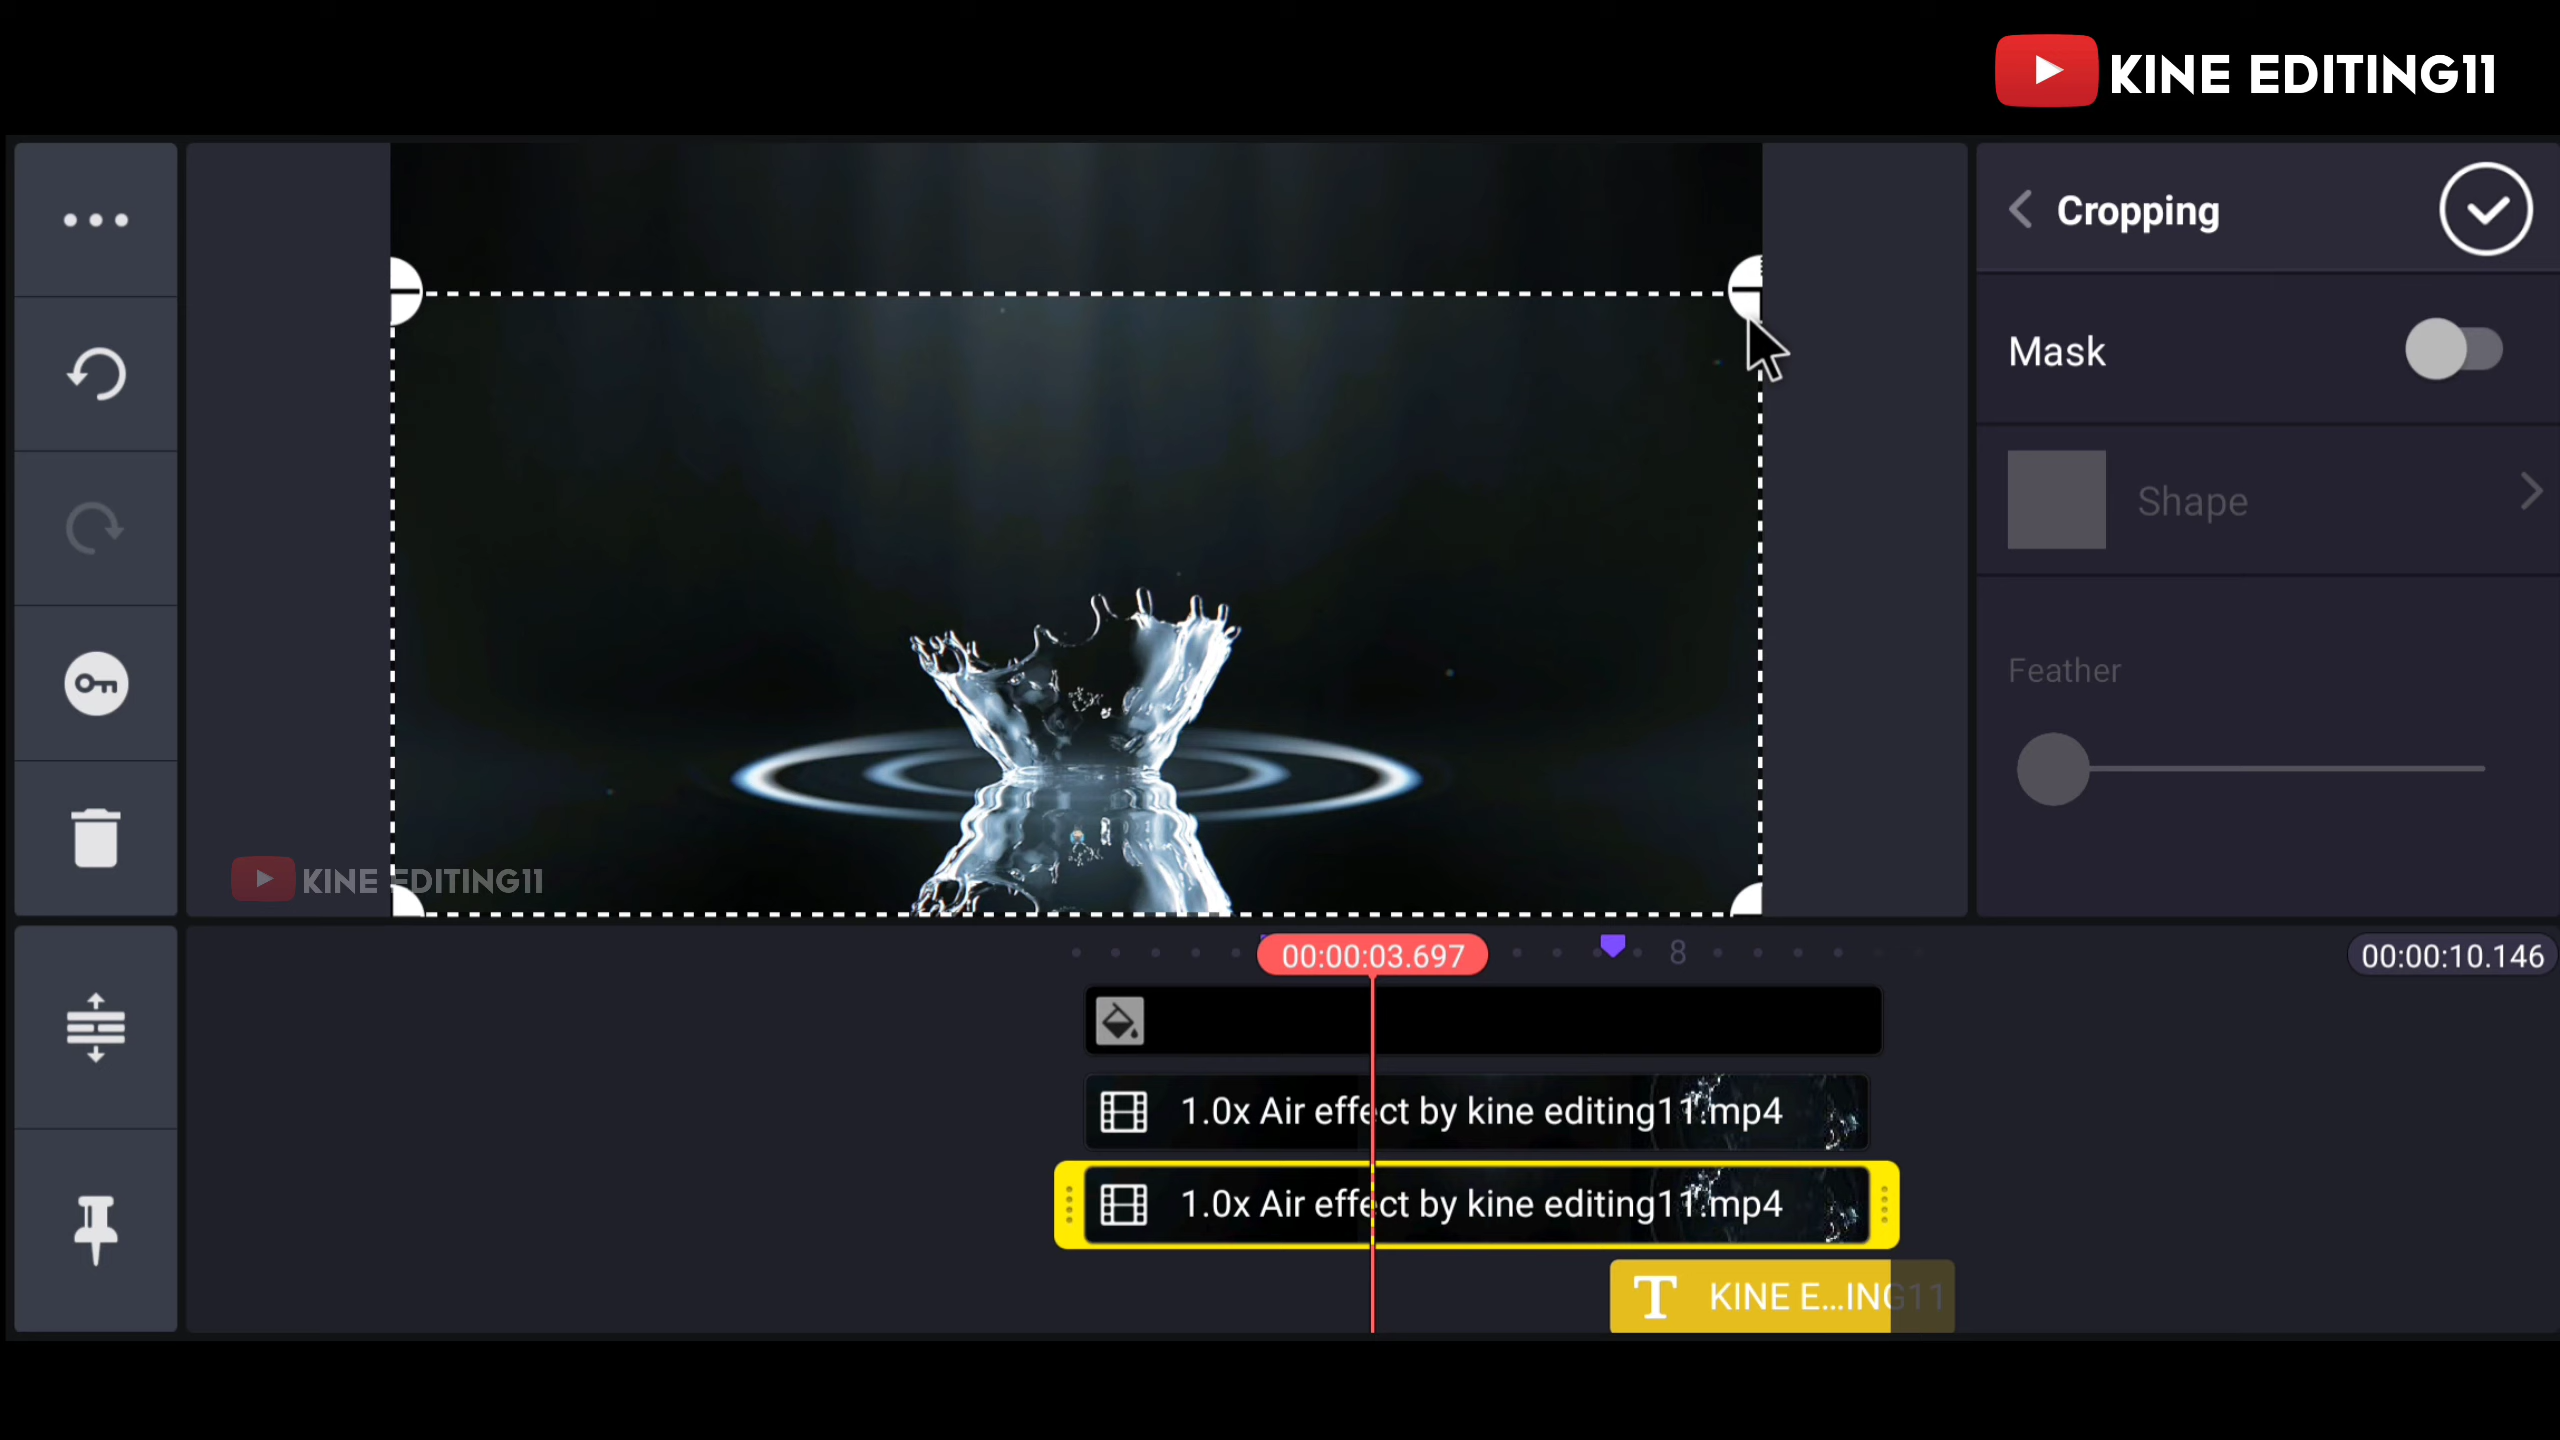 KINE EDITING11
Cropping
Mask
Shape
Feather
KINE EDITING11
00:00:03.697
8
00:00:10.146
1.0x Air effect by kine editing11.mp4
1.0x Air effect by kine editing11.mp4
T KINE E...ING11